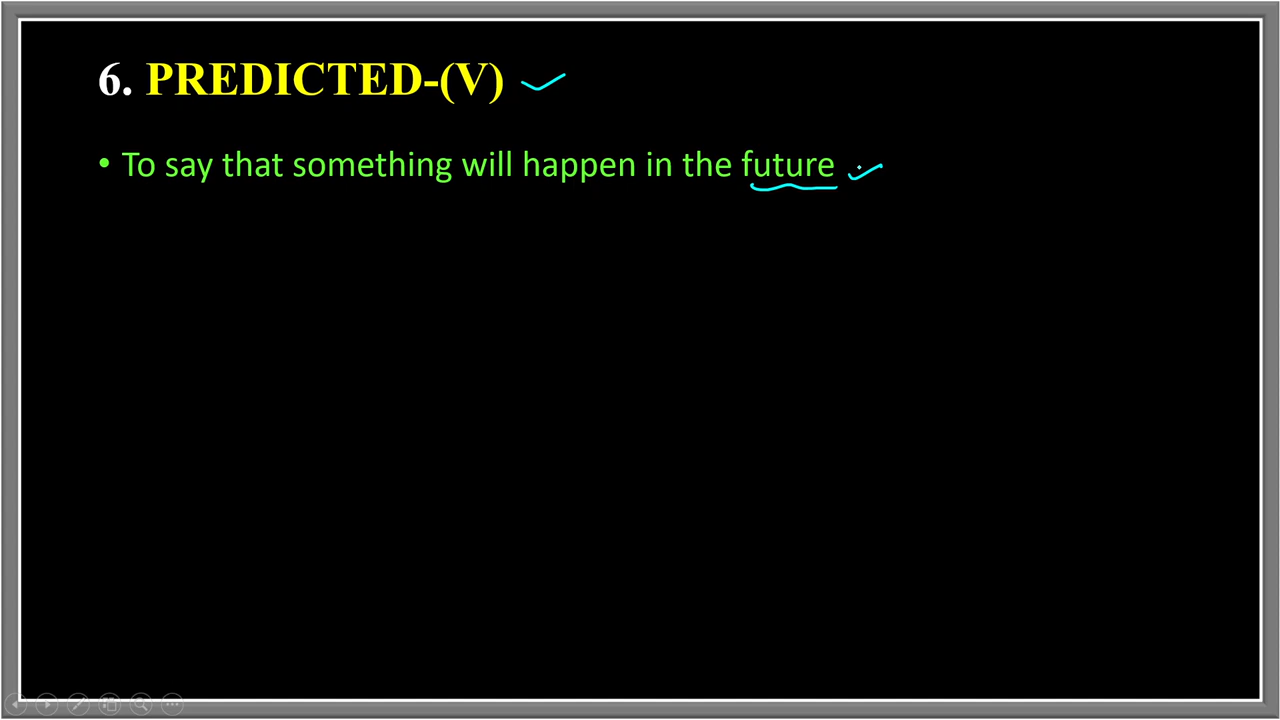 6. PREDICTED-(V)
• To say that something will happen in the future